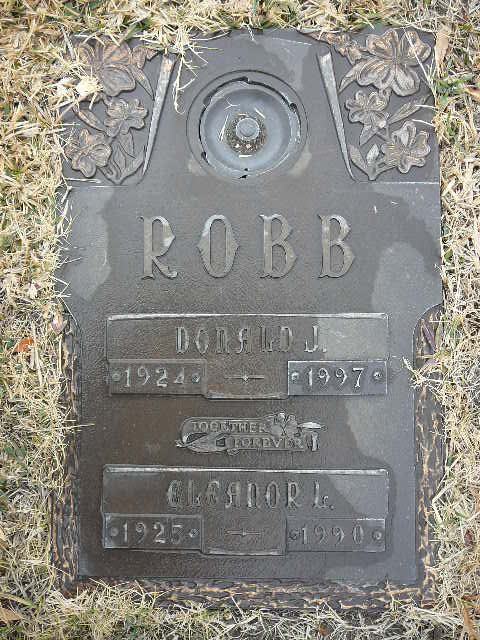 ROBB
DONALD J.
1924 1997
TOGETHER
FOREVER
ELEANOR L.
1925 1990